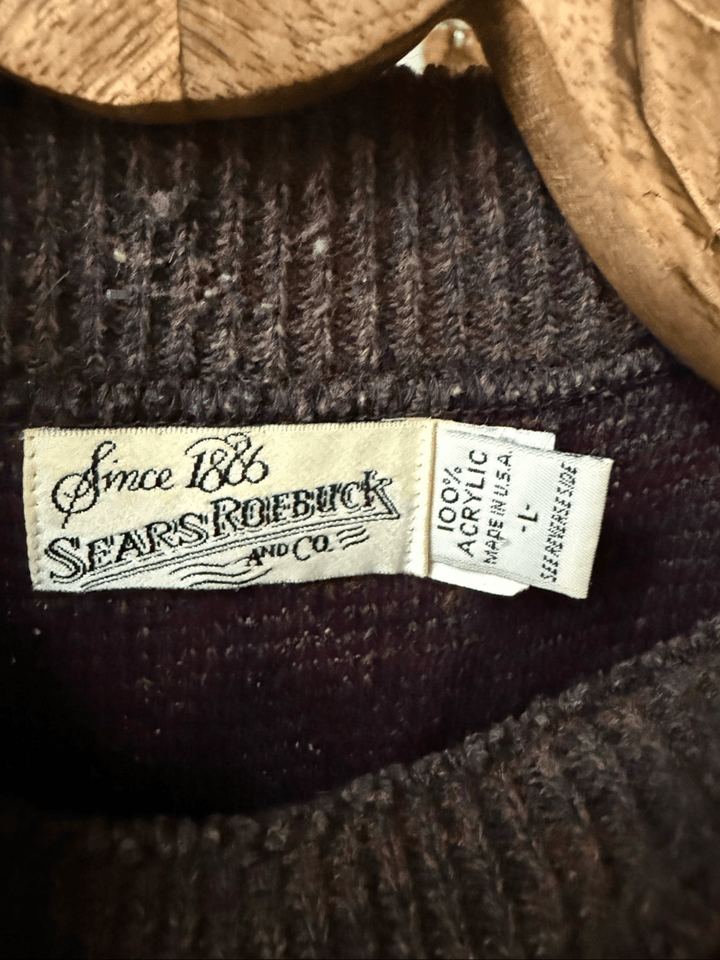 Since 1886
SEARS ROEBUCK
AND CO.
100%
ACRYLIC
MADE IN U.S.A.
-L-
SEE REVERSE SIDE